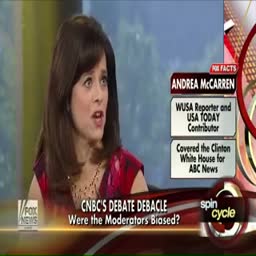 FOX FACTS
ANDREA McCARREN
WUSA Reporter and
USA TODAY
Contributor
Covered the Clinton
White House for
ABC News
CNBC'S DEBATE DEBACLE
Were the Moderators Biased?
FOX
NEWS
spin
cycle